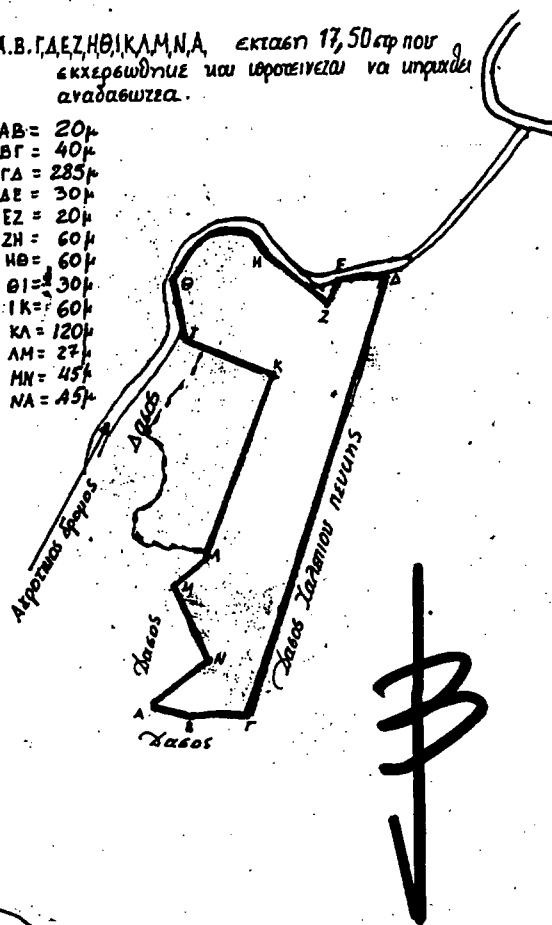 Α.Β.Γ,Δ,Ε,Ζ,Η,Θ,Ι,Κ,Λ,Μ,Ν,Α, εκταση 17,50 στρ που
εκχερσωθηκε και προτεινεται να κηρυχθει
αναδασωτεα.
ΑΒ = 20μ
ΒΓ = 40μ
ΓΔ = 285μ
ΔΕ = 30μ
ΕΖ = 20μ
ΖΗ = 60μ
ΗΘ = 60μ
ΘΙ = 30μ
ΙΚ = 60μ
ΚΛ = 120μ
ΛΜ = 27μ
ΜΝ = 45μ
ΝΑ = 45μ
Η
Ε
Δ
Θ
Ζ
Ι
Κ
Δασος
Αγροτικος δρομος
Δασος Χαλεπιου πευκης
Λ
Μ
Δασος
Ν
Α
Β
Γ
Δασος
Β